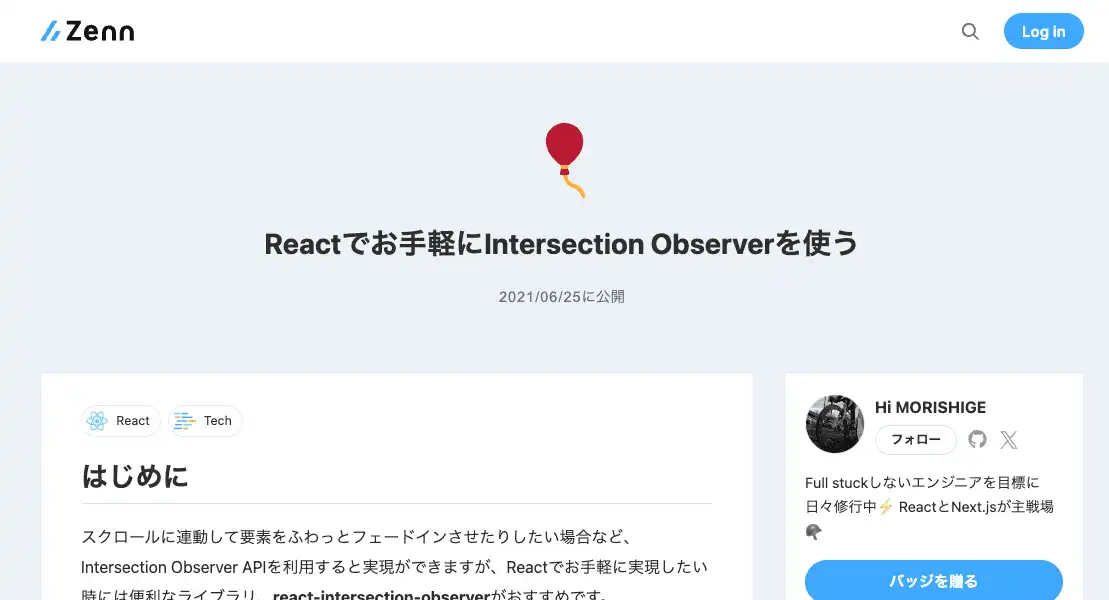 Zenn
Log in
Reactでお手軽にIntersection Observerを使う
2021/06/25に公開
React
Tech
はじめに
スクロールに連動して要素をふわっとフェードインさせたりしたい場合など、
Intersection Observer APIを利用すると実現ができますが、Reactでお手軽に実現したい
時には便利なライブラリ、react-intersection-observerがおすすめです。
Hi MORISHIGE
フォロー
Full stuckしないエンジニアを目標に
日々修行中⚡ ReactとNext.jsが主戦場
バッジを贈る